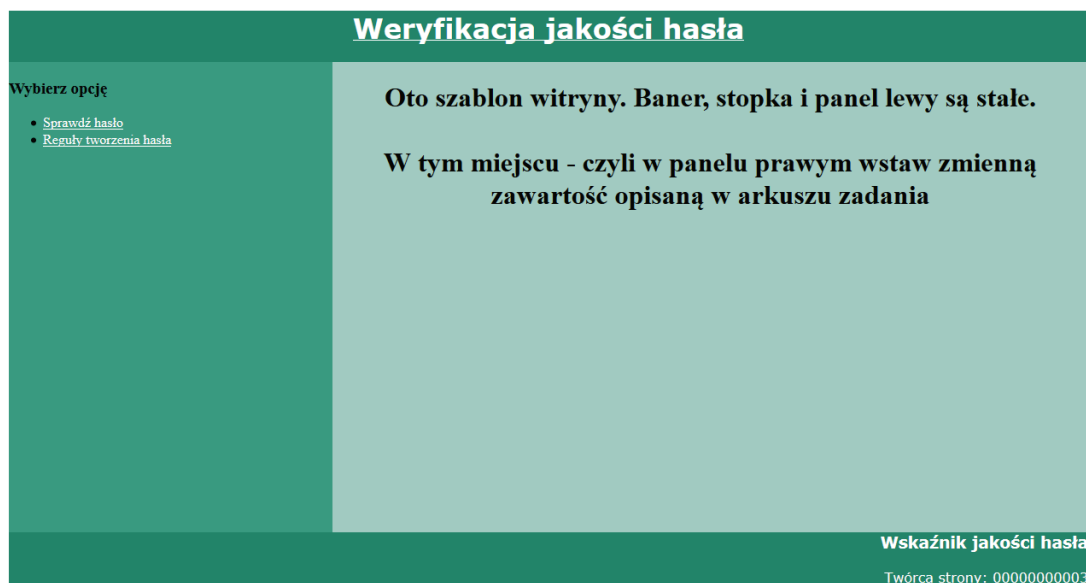 Weryfikacja jakości hasła
Wybierz opcję
Sprawdź hasło
Reguły tworzenia hasła
Oto szablon witryny. Baner, stopka i panel lewy są stałe.
W tym miejscu - czyli w panelu prawym wstaw zmienną
zawartość opisaną w arkuszu zadania
Wskaźnik jakości hasła
Twórca strony: 00000000003